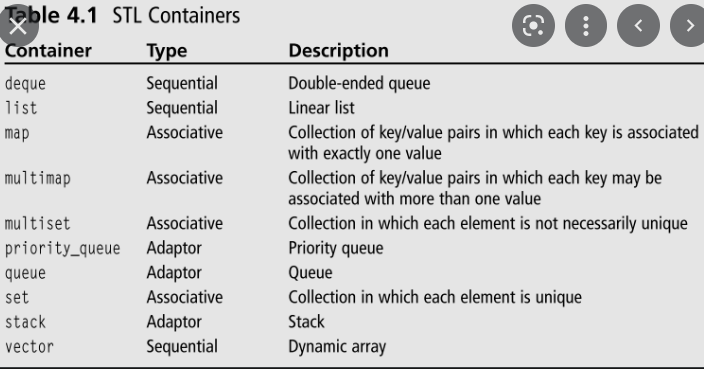 Table 4.1 STL Containers
Container Type Description
deque Sequential Double-ended queue
list Sequential Linear list
map Associative Collection of key/value pairs in which each key is associated
with exactly one value
multimap Associative Collection of key/value pairs in which each key may be
associated with more than one value
multiset Associative Collection in which each element is not necessarily unique
priority_queue Adaptor Priority queue
queue Adaptor Queue
set Associative Collection in which each element is unique
stack Adaptor Stack
vector Sequential Dynamic array